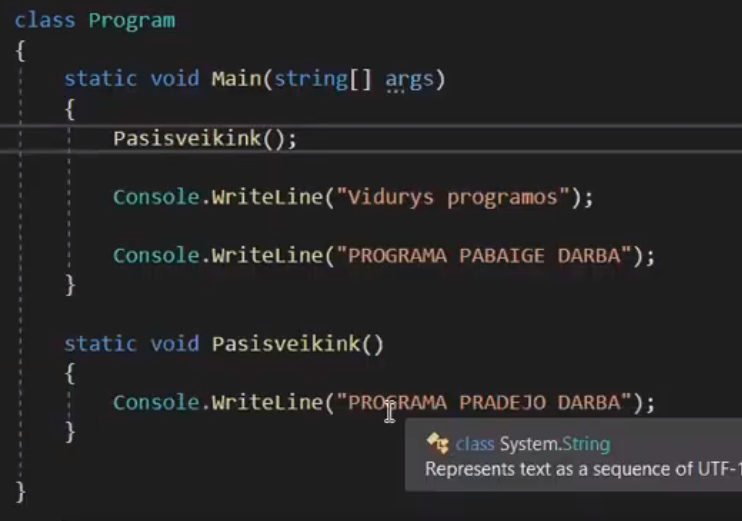 class Program
{
static void Main(string[] args)
{
Pasisveikink();
Console.WriteLine("Vidurys programos");
Console.WriteLine("PROGRAMA PABAIGE DARBA");
}
static void Pasisveikink()
{
Console.WriteLine("PROGRAMA PRADEJO DARBA");
}
class System.String
Represents text as a sequence of UTF-1
}